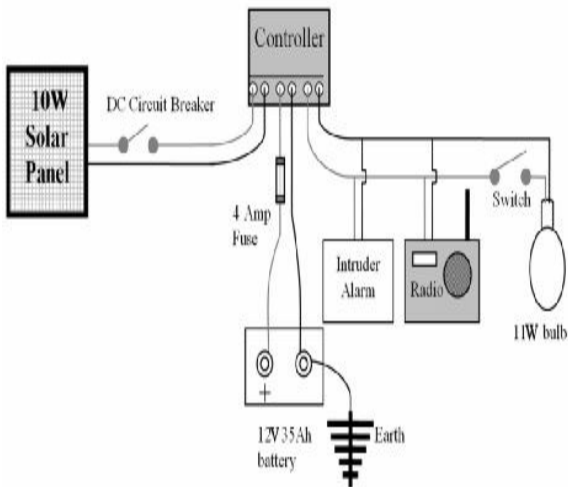 Controller
10W
Solar
Panel
DC Circuit Breaker
4 Amp
Fuse
Switch
Intruder
Alarm
Radio
11W bulb
+
12V 35Ah
battery
Earth